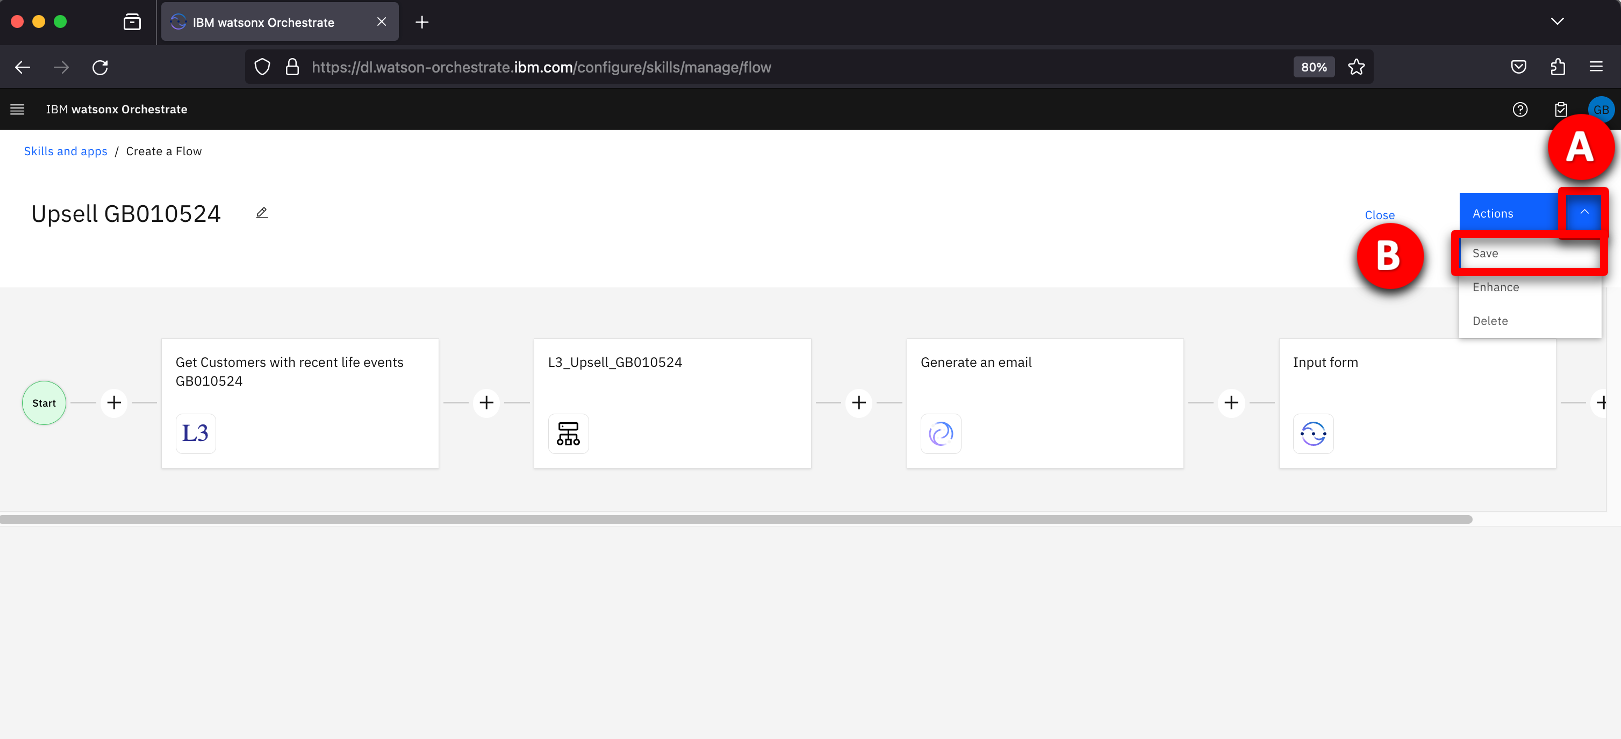 IBM watsonx Orchestrate
https://dl.watson-orchestrate.ibm.com/configure/skills/manage/flow
80%
IBM watsonx Orchestrate
GB
A
Skills and apps / Create a Flow
Upsell GB010524
Close
Actions
B
Save
Enhance
Delete
Start
Get Customers with recent life events
GB010524
L3
L3_Upsell_GB010524
Generate an email
Input form